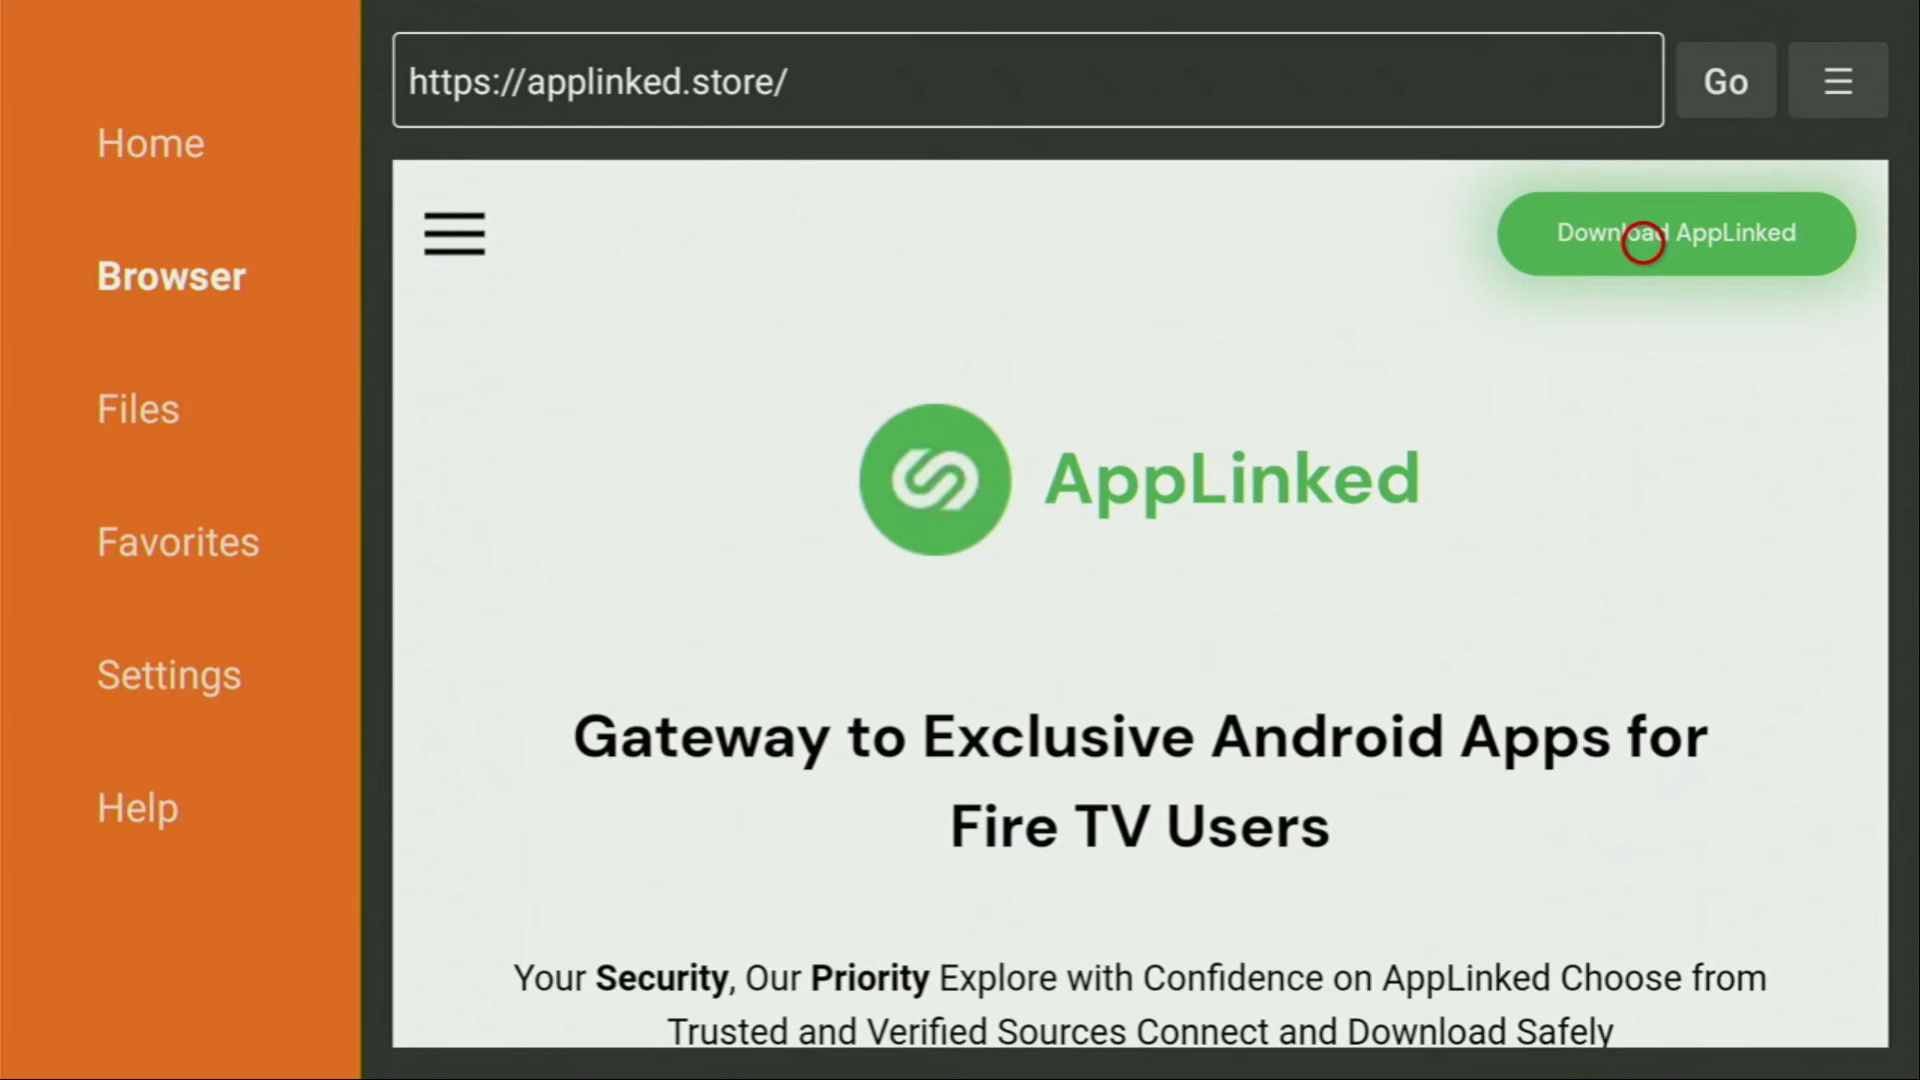 https://applinked.store/
Go
Home
Browser
Files
Favorites
Settings
Help
Download AppLinked
AppLinked
Gateway to Exclusive Android Apps for
Fire TV Users
Your Security, Our Priority Explore with Confidence on AppLinked Choose from
Trusted and Verified Sources Connect and Download Safely